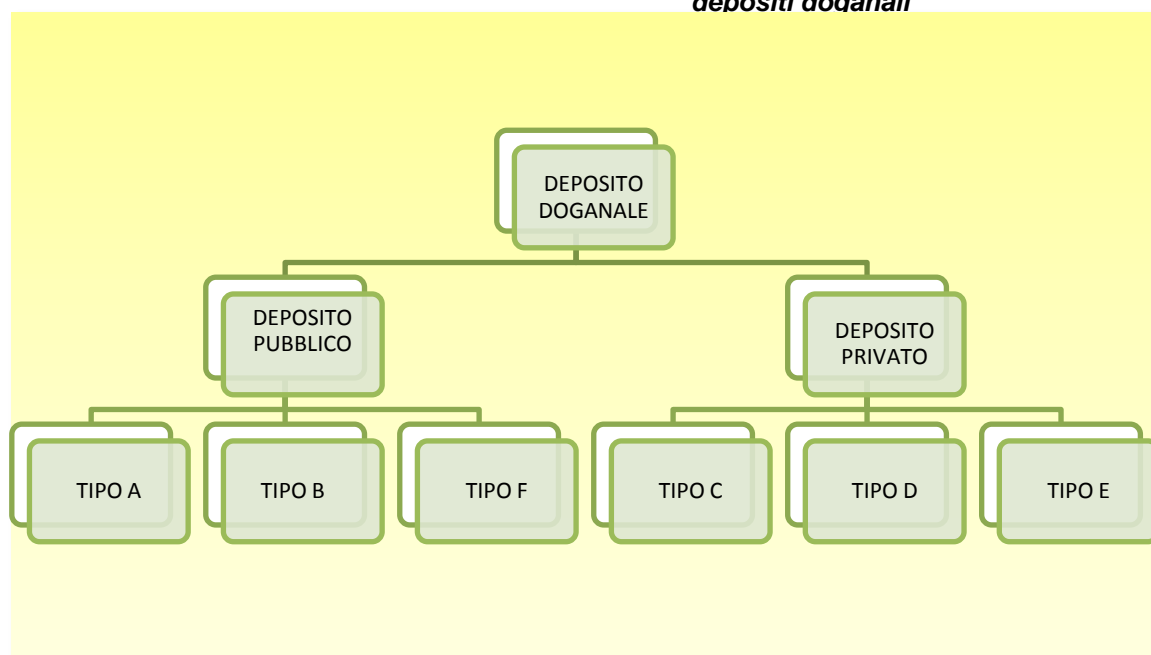 depositi doganali
DEPOSITO
DOGANALE
DEPOSITO
PUBBLICO
DEPOSITO
PRIVATO
TIPO A
TIPO B
TIPO F
TIPO C
TIPO D
TIPO E